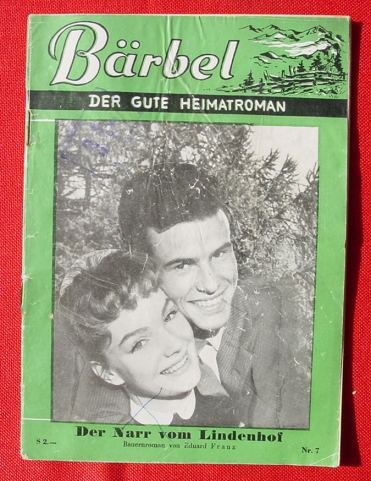 Bärbel
DER GUTE HEIMATROMAN
Der Narr vom Lindenhof
S 2.—
Bauernroman von Eduard Franz
Nr. 7